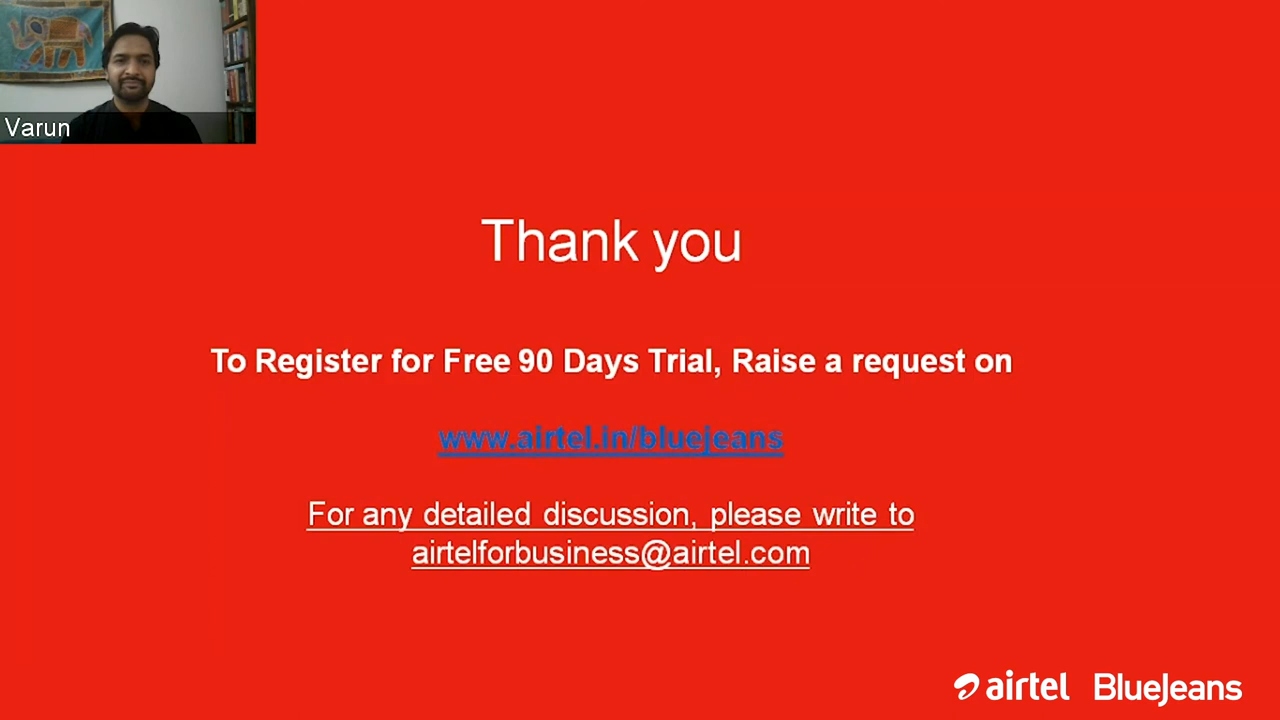 Varun
Thank you
To Register for Free 90 Days Trial, Raise a request on
www.airtel.in/bluejeans
For any detailed discussion, please write to
airtelforbusiness@airtel.com
airtel BlueJeans